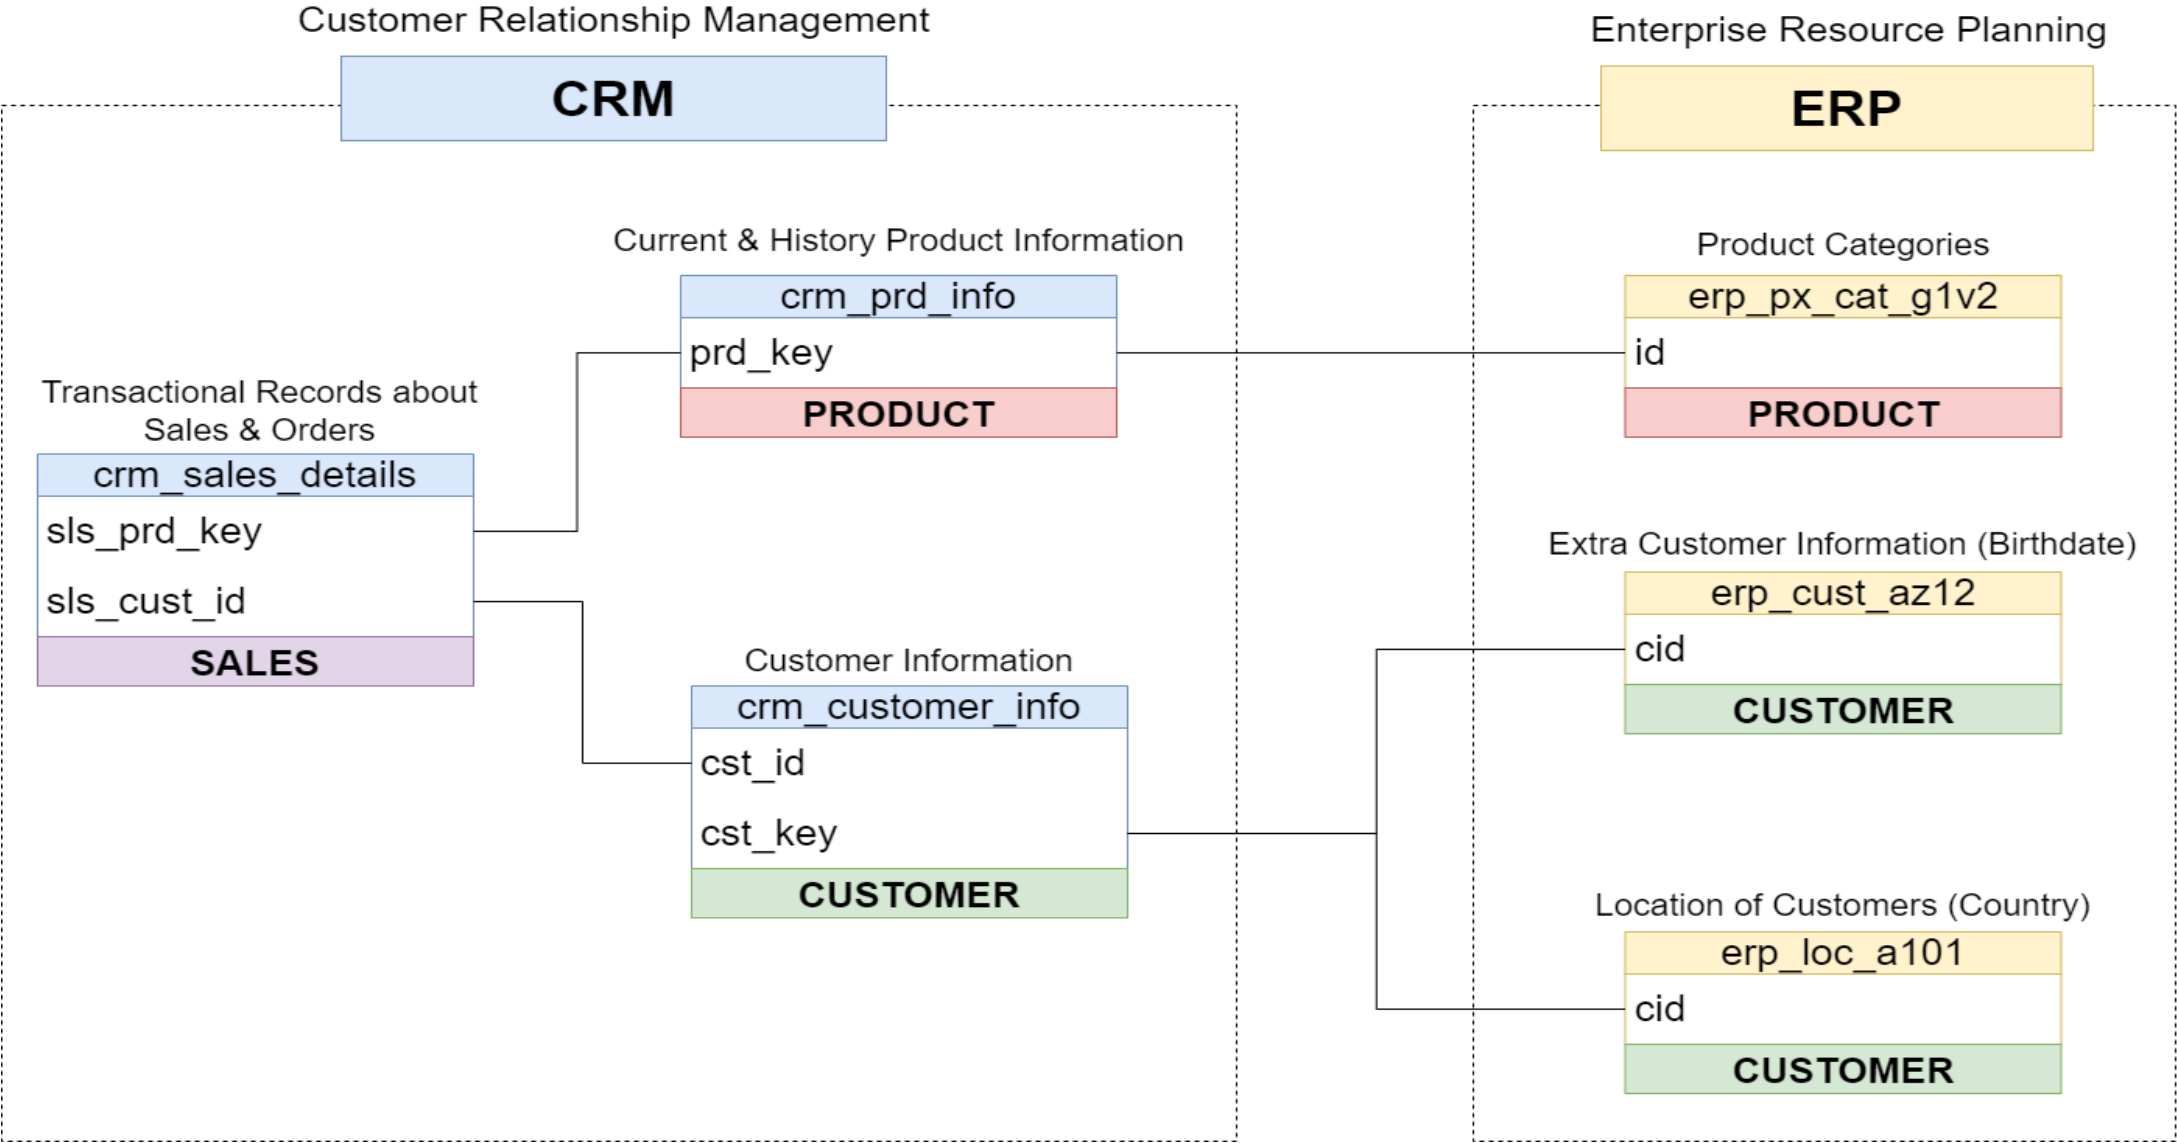 Customer Relationship Management
CRM
Enterprise Resource Planning
ERP
Current & History Product Information
crm_prd_info
prd_key
PRODUCT
Product Categories
erp_px_cat_g1v2
id
PRODUCT
Transactional Records about
Sales & Orders
crm_sales_details
sls_prd_key
sls_cust_id
SALES
Extra Customer Information (Birthdate)
erp_cust_az12
cid
CUSTOMER
Customer Information
crm_customer_info
cst_id
cst_key
CUSTOMER
Location of Customers (Country)
erp_loc_a101
cid
CUSTOMER